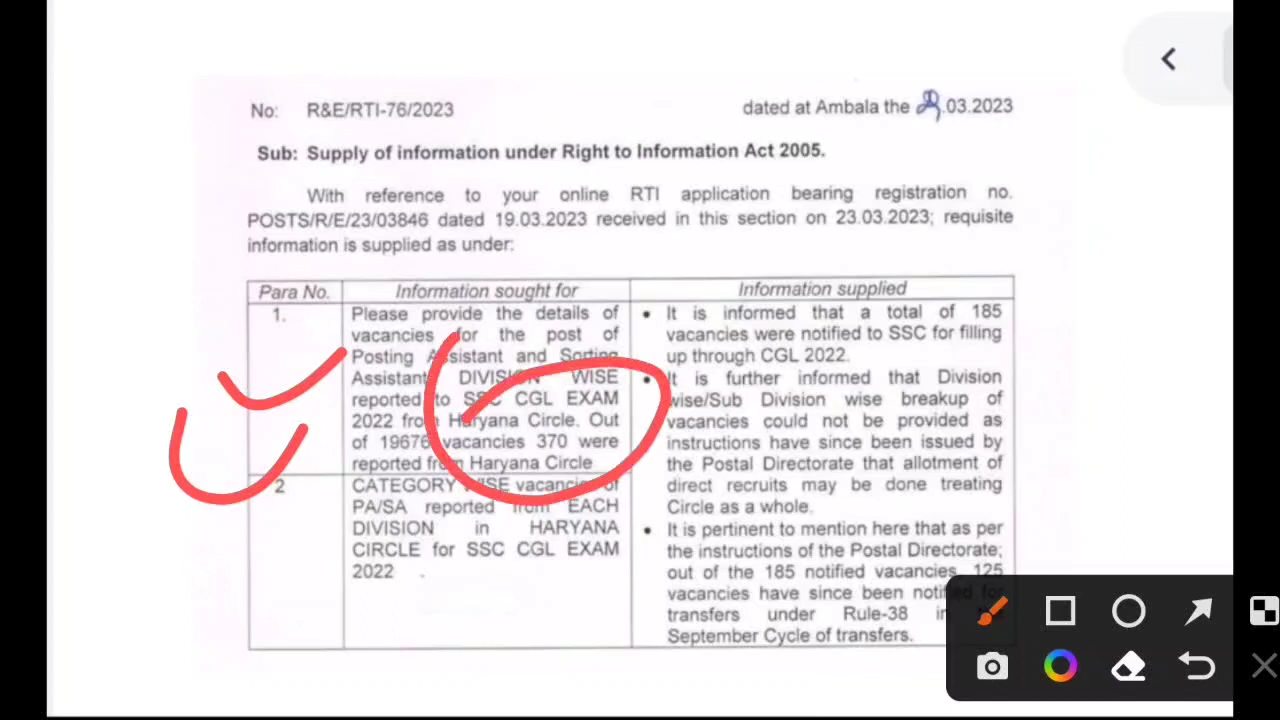 No: R&E/RTI-76/2023 dated at Ambala the .03.2023
Sub: Supply of information under Right to Information Act 2005.
With reference to your online RTI application bearing registration no.
POSTS/R/E/23/03846 dated 19.03.2023 received in this section on 23.03.2023; requisite
information is supplied as under:
Para No. Information sought for Information supplied
1.
Please provide the details of
vacancies for the post of
Posting Assistant and Sorting
Assistant DIVISION WISE
reported to SSC CGL EXAM
2022 from Haryana Circle. Out
of 19676 vacancies 370 were
reported from Haryana Circle
• It is informed that a total of 185
vacancies were notified to SSC for filling
up through CGL 2022.
• It is further informed that Division
wise/Sub Division wise breakup of
vacancies could not be provided as
instructions have since been issued by
the Postal Directorate that allotment of
direct recruits may be done treating
Circle as a whole.
• It is pertinent to mention here that as per
the instructions of the Postal Directorate;
out of the 185 notified vacancies, 125
vacancies have since been notified for
transfers under Rule-38 in
September Cycle of transfers.
2
CATEGORY WISE vacancies of
PA/SA reported from EACH
DIVISION in HARYANA
CIRCLE for SSC CGL EXAM
2022